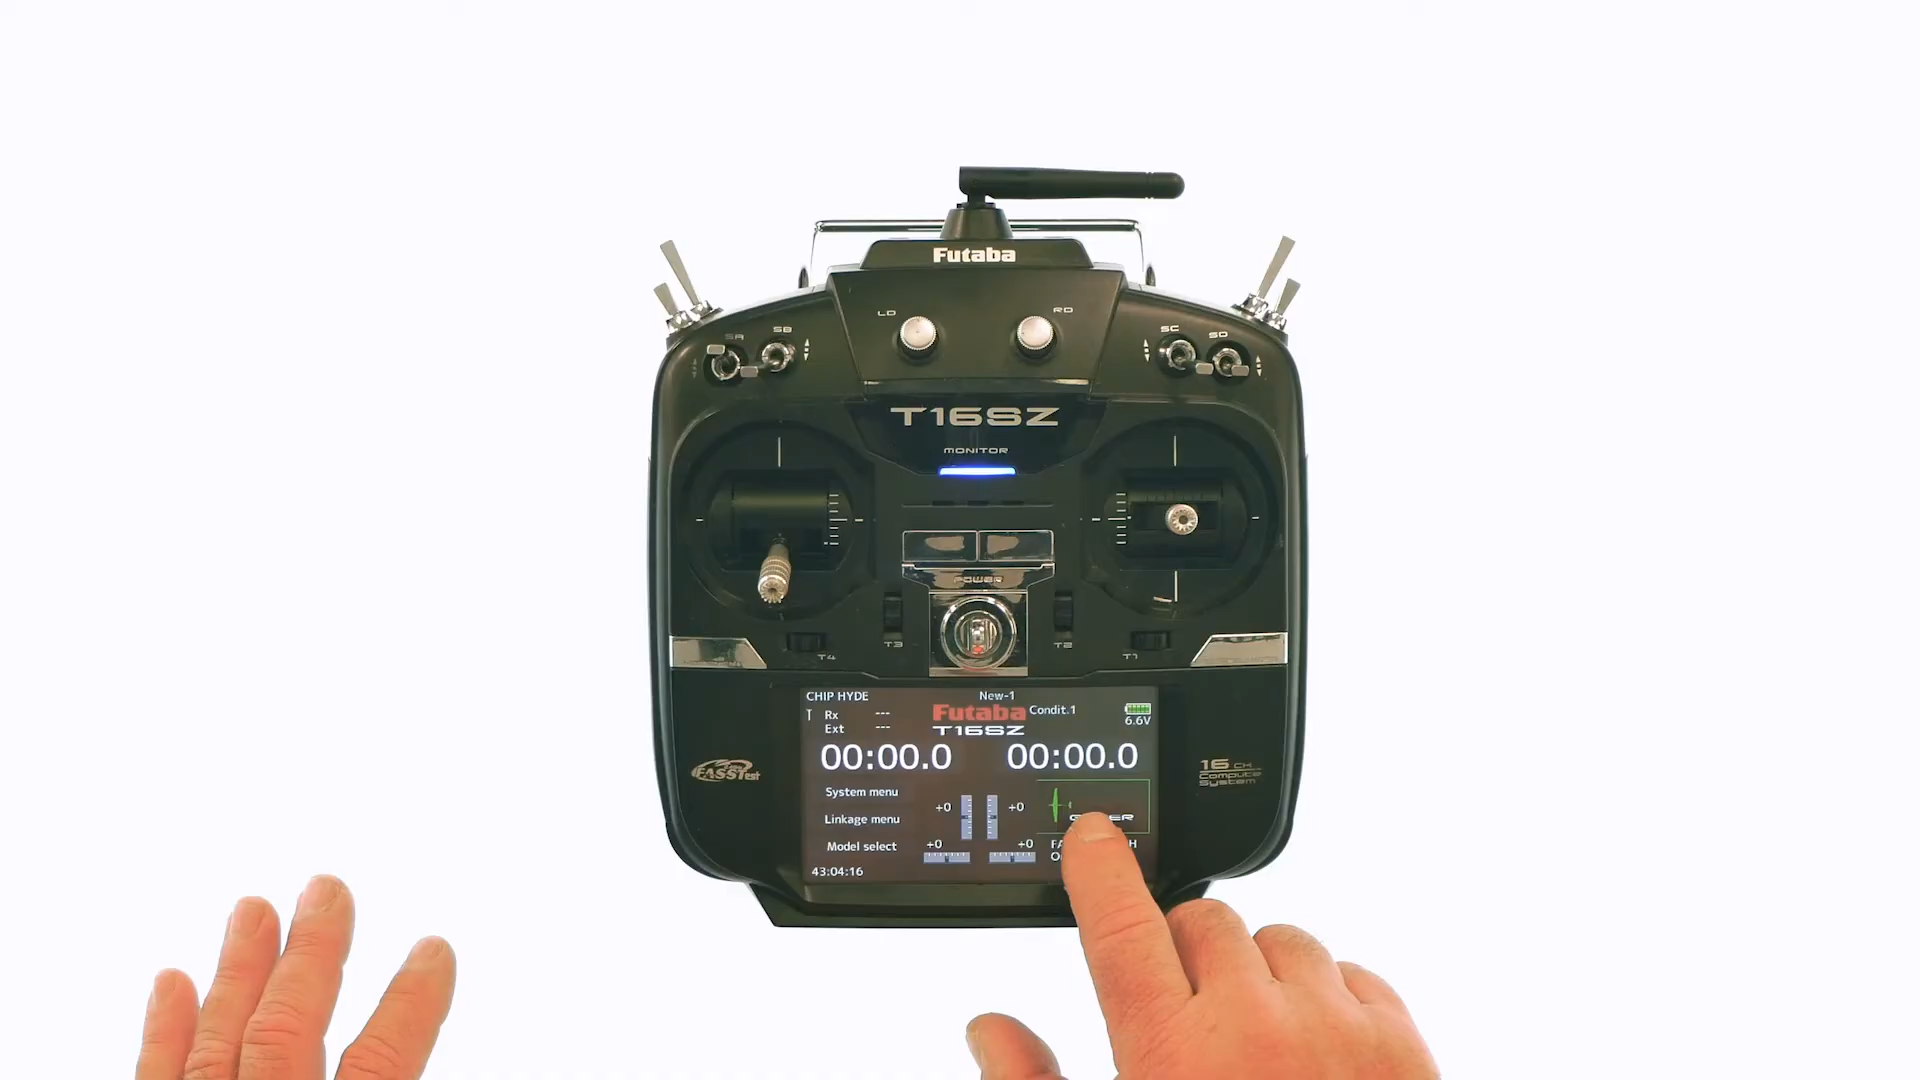 Futaba
LD
RD
SA
SB
SC
SD
T16SZ
MONITOR
POWER
T3
T2
T4
T1
CHIP HYDE
New-1
Rx ---
Futaba
Condit.1
Ext ---
T16SZ
6.6V
00:00.0
00:00.0
FASSTest
16 CH
Computer
System
System menu
+0
+0
Linkage menu
Model select
+0
+0
43:04:16